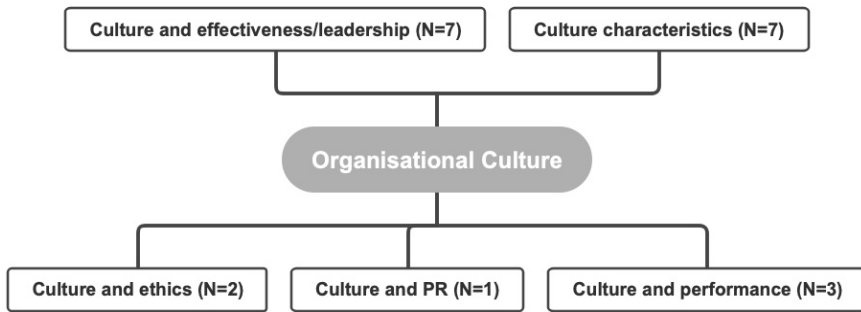 Culture and effectiveness/leadership (N=7)
Culture characteristics (N=7)
Organisational Culture
Culture and ethics (N=2)
Culture and PR (N=1)
Culture and performance (N=3)